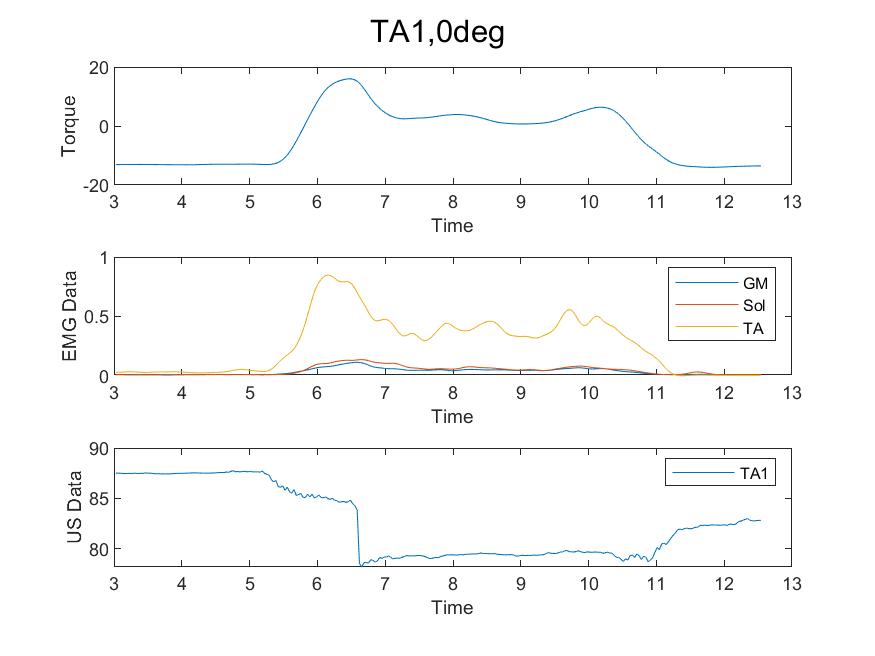 TA1,0deg
20
0
-20
Torque
3 4 5 6 7 8 9 10 11 12 13
Time
1
0.5
0
EMG Data
GM
Sol
TA
3 4 5 6 7 8 9 10 11 12 13
Time
90
85
80
US Data
TA1
3 4 5 6 7 8 9 10 11 12 13
Time